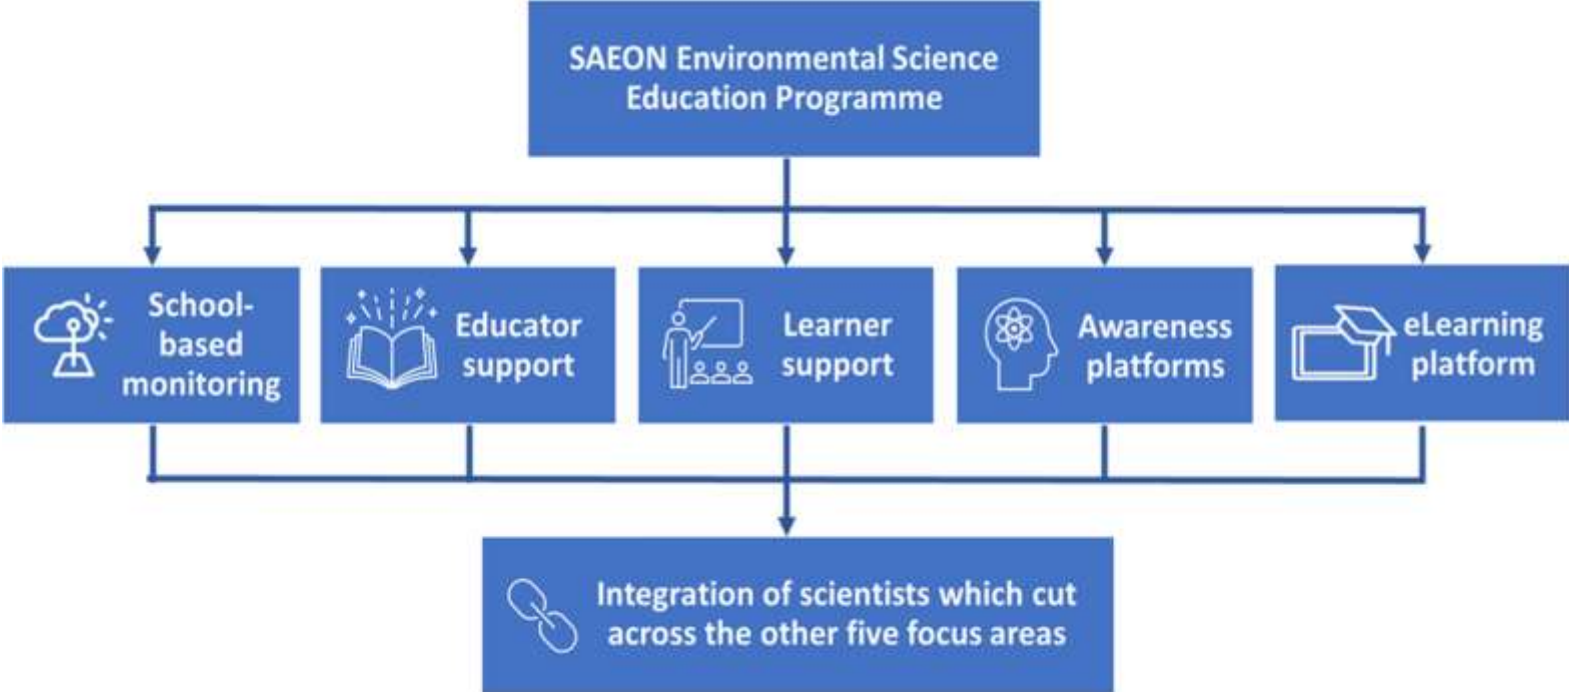 SAEON Environmental Science
Education Programme
School-
based
monitoring
Educator
support
Learner
support
Awareness
platforms
eLearning
platform
Integration of scientists which cut
across the other five focus areas